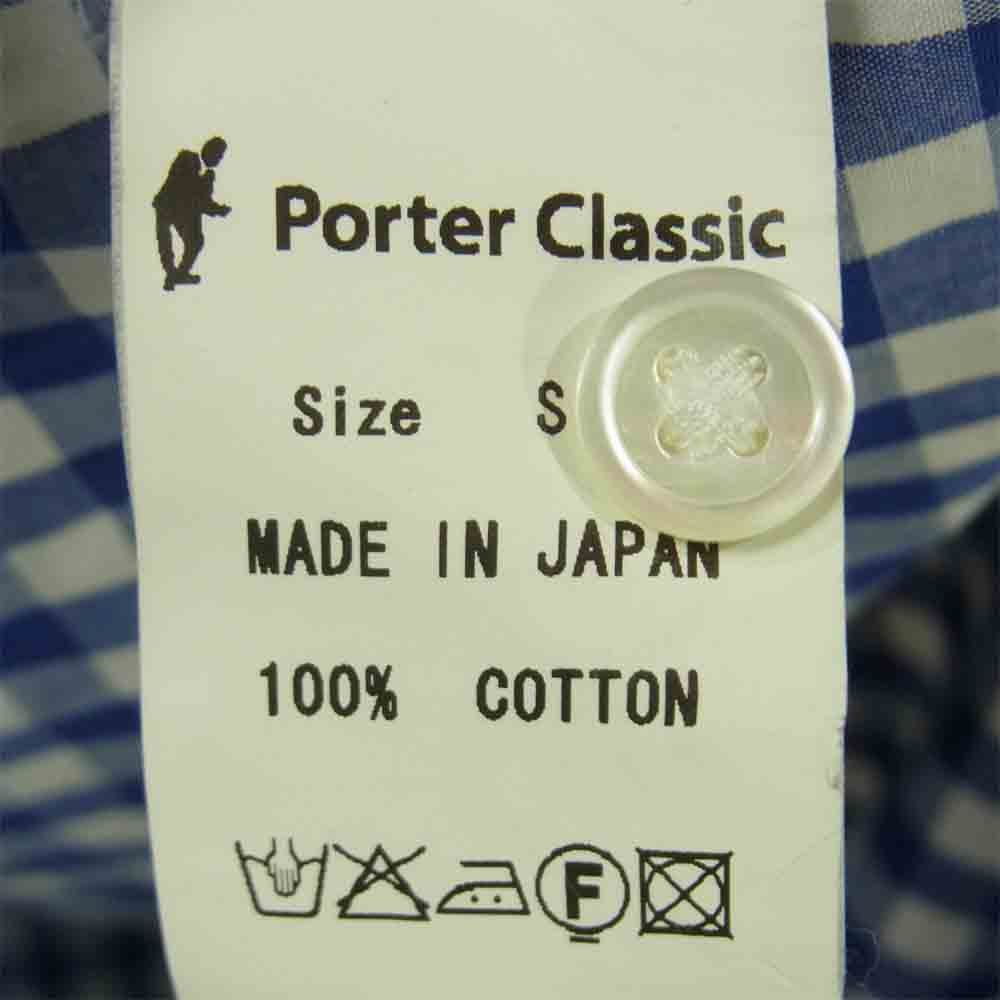 Porter Classic
Size S
MADE IN JAPAN
100% COTTON
F